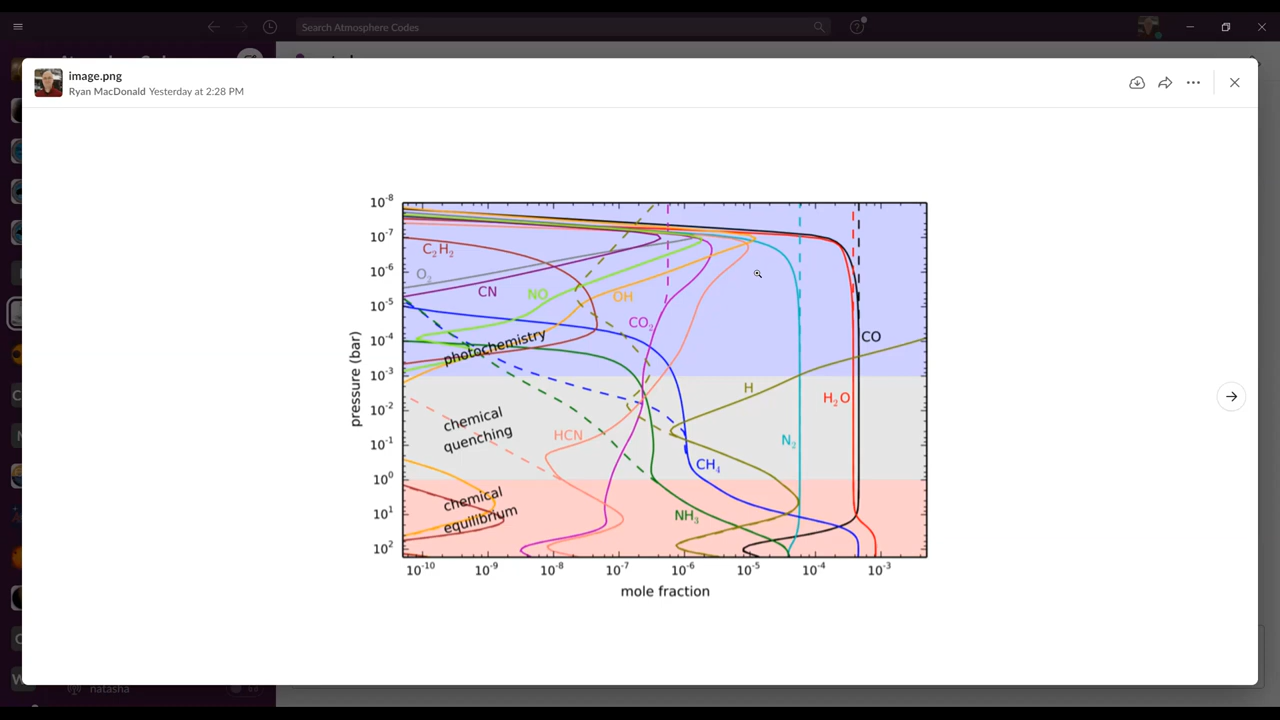 Search Atmosphere Codes
image.png
Ryan MacDonald Yesterday at 2:28 PM
10⁻⁸
10⁻⁷
10⁻⁶
10⁻⁵
10⁻⁴
10⁻³
10⁻²
10⁻¹
10⁰
10¹
10²
pressure (bar)
C₂H₂
O₂
CN
NO
OH
CO₂
photochemistry
CO
H
H₂O
chemical
quenching
HCN
N₂
CH₄
chemical
equilibrium
NH₃
10⁻¹⁰ 10⁻⁹ 10⁻⁸ 10⁻⁷ 10⁻⁶ 10⁻⁵ 10⁻⁴ 10⁻³
mole fraction
natasha